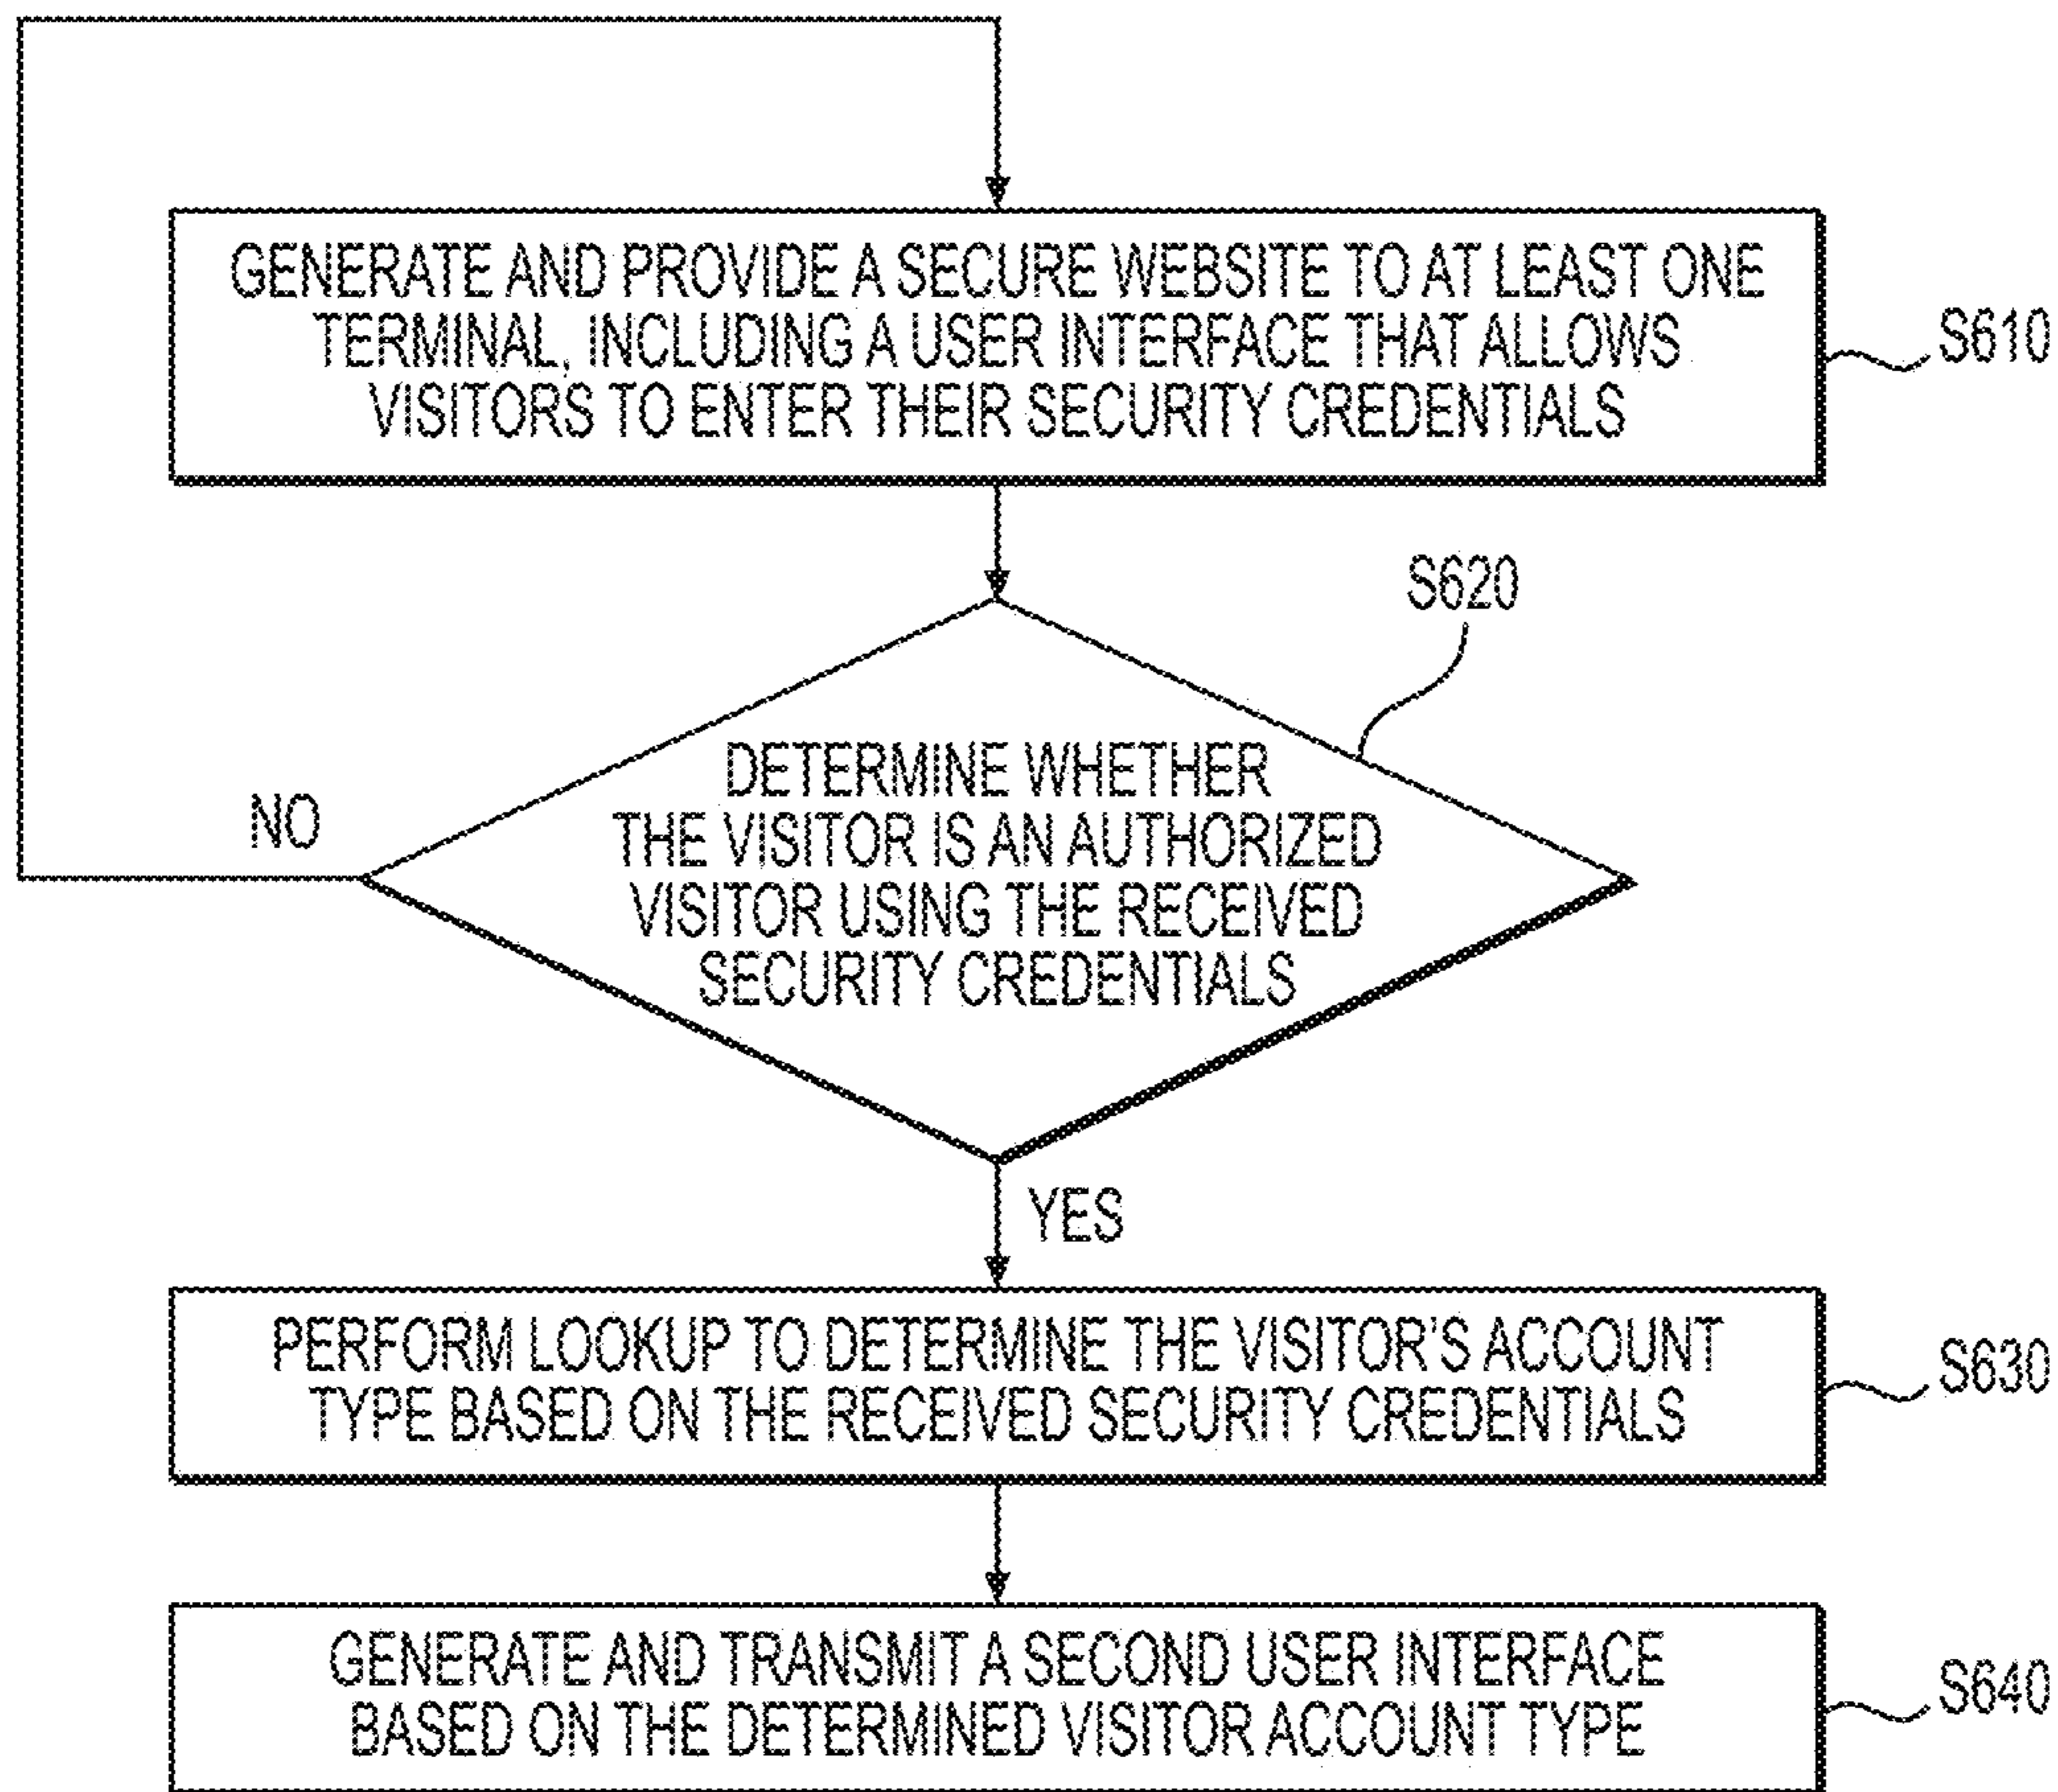 GENERATE AND PROVIDE A SECURE WEBSITE TO AT LEAST ONE
TERMINAL, INCLUDING A USER INTERFACE THAT ALLOWS
VISITORS TO ENTER THEIR SECURITY CREDENTIALS
S610
S620
DETERMINE WHETHER
THE VISITOR IS AN AUTHORIZED
VISITOR USING THE RECEIVED
SECURITY CREDENTIALS
NO
YES
PERFORM LOOKUP TO DETERMINE THE VISITOR'S ACCOUNT
TYPE BASED ON THE RECEIVED SECURITY CREDENTIALS
S630
GENERATE AND TRANSMIT A SECOND USER INTERFACE
BASED ON THE DETERMINED VISITOR ACCOUNT TYPE
S640